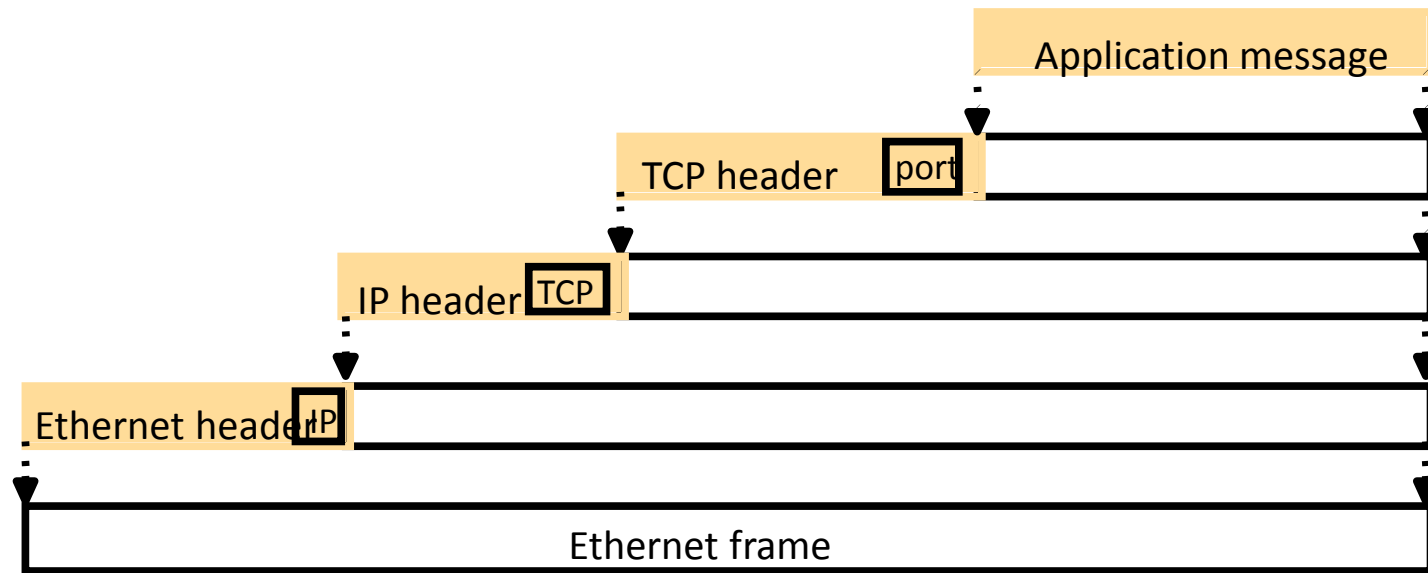 Application message
TCP header port
IP header TCP
Ethernet header IP
Ethernet frame